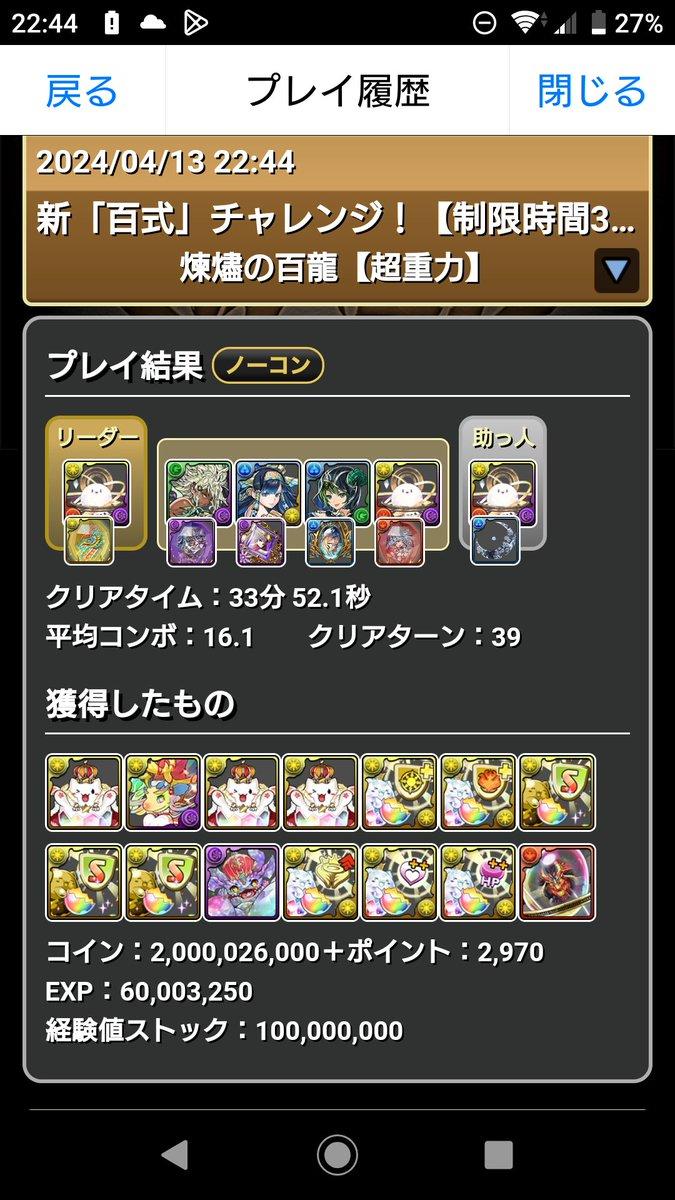 22:44 27%
戻る プレイ履歴 閉じる
2024/04/13 22:44
新「百式」チャレンジ！【制限時間3...
煉燼の百龍【超重力】
プレイ結果 ノーコン
リーダー 助っ人
クリアタイム：33分 52.1秒
平均コンボ：16.1 クリアターン：39
獲得したもの
S
S S HP
コイン：2,000,026,000＋ポイント：2,970
EXP：60,003,250
経験値ストック：100,000,000